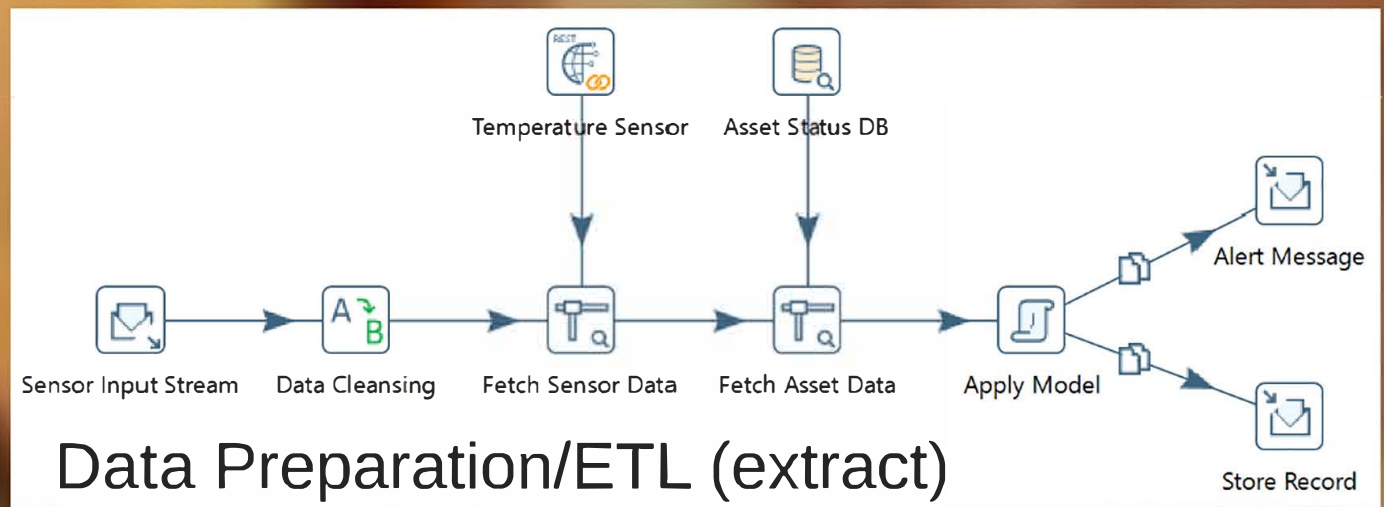 REST
Temperature Sensor
Asset Status DB
Alert Message
A
B
Sensor Input Stream
Data Cleansing
Fetch Sensor Data
Fetch Asset Data
Apply Model
Store Record
Data Preparation/ETL (extract)